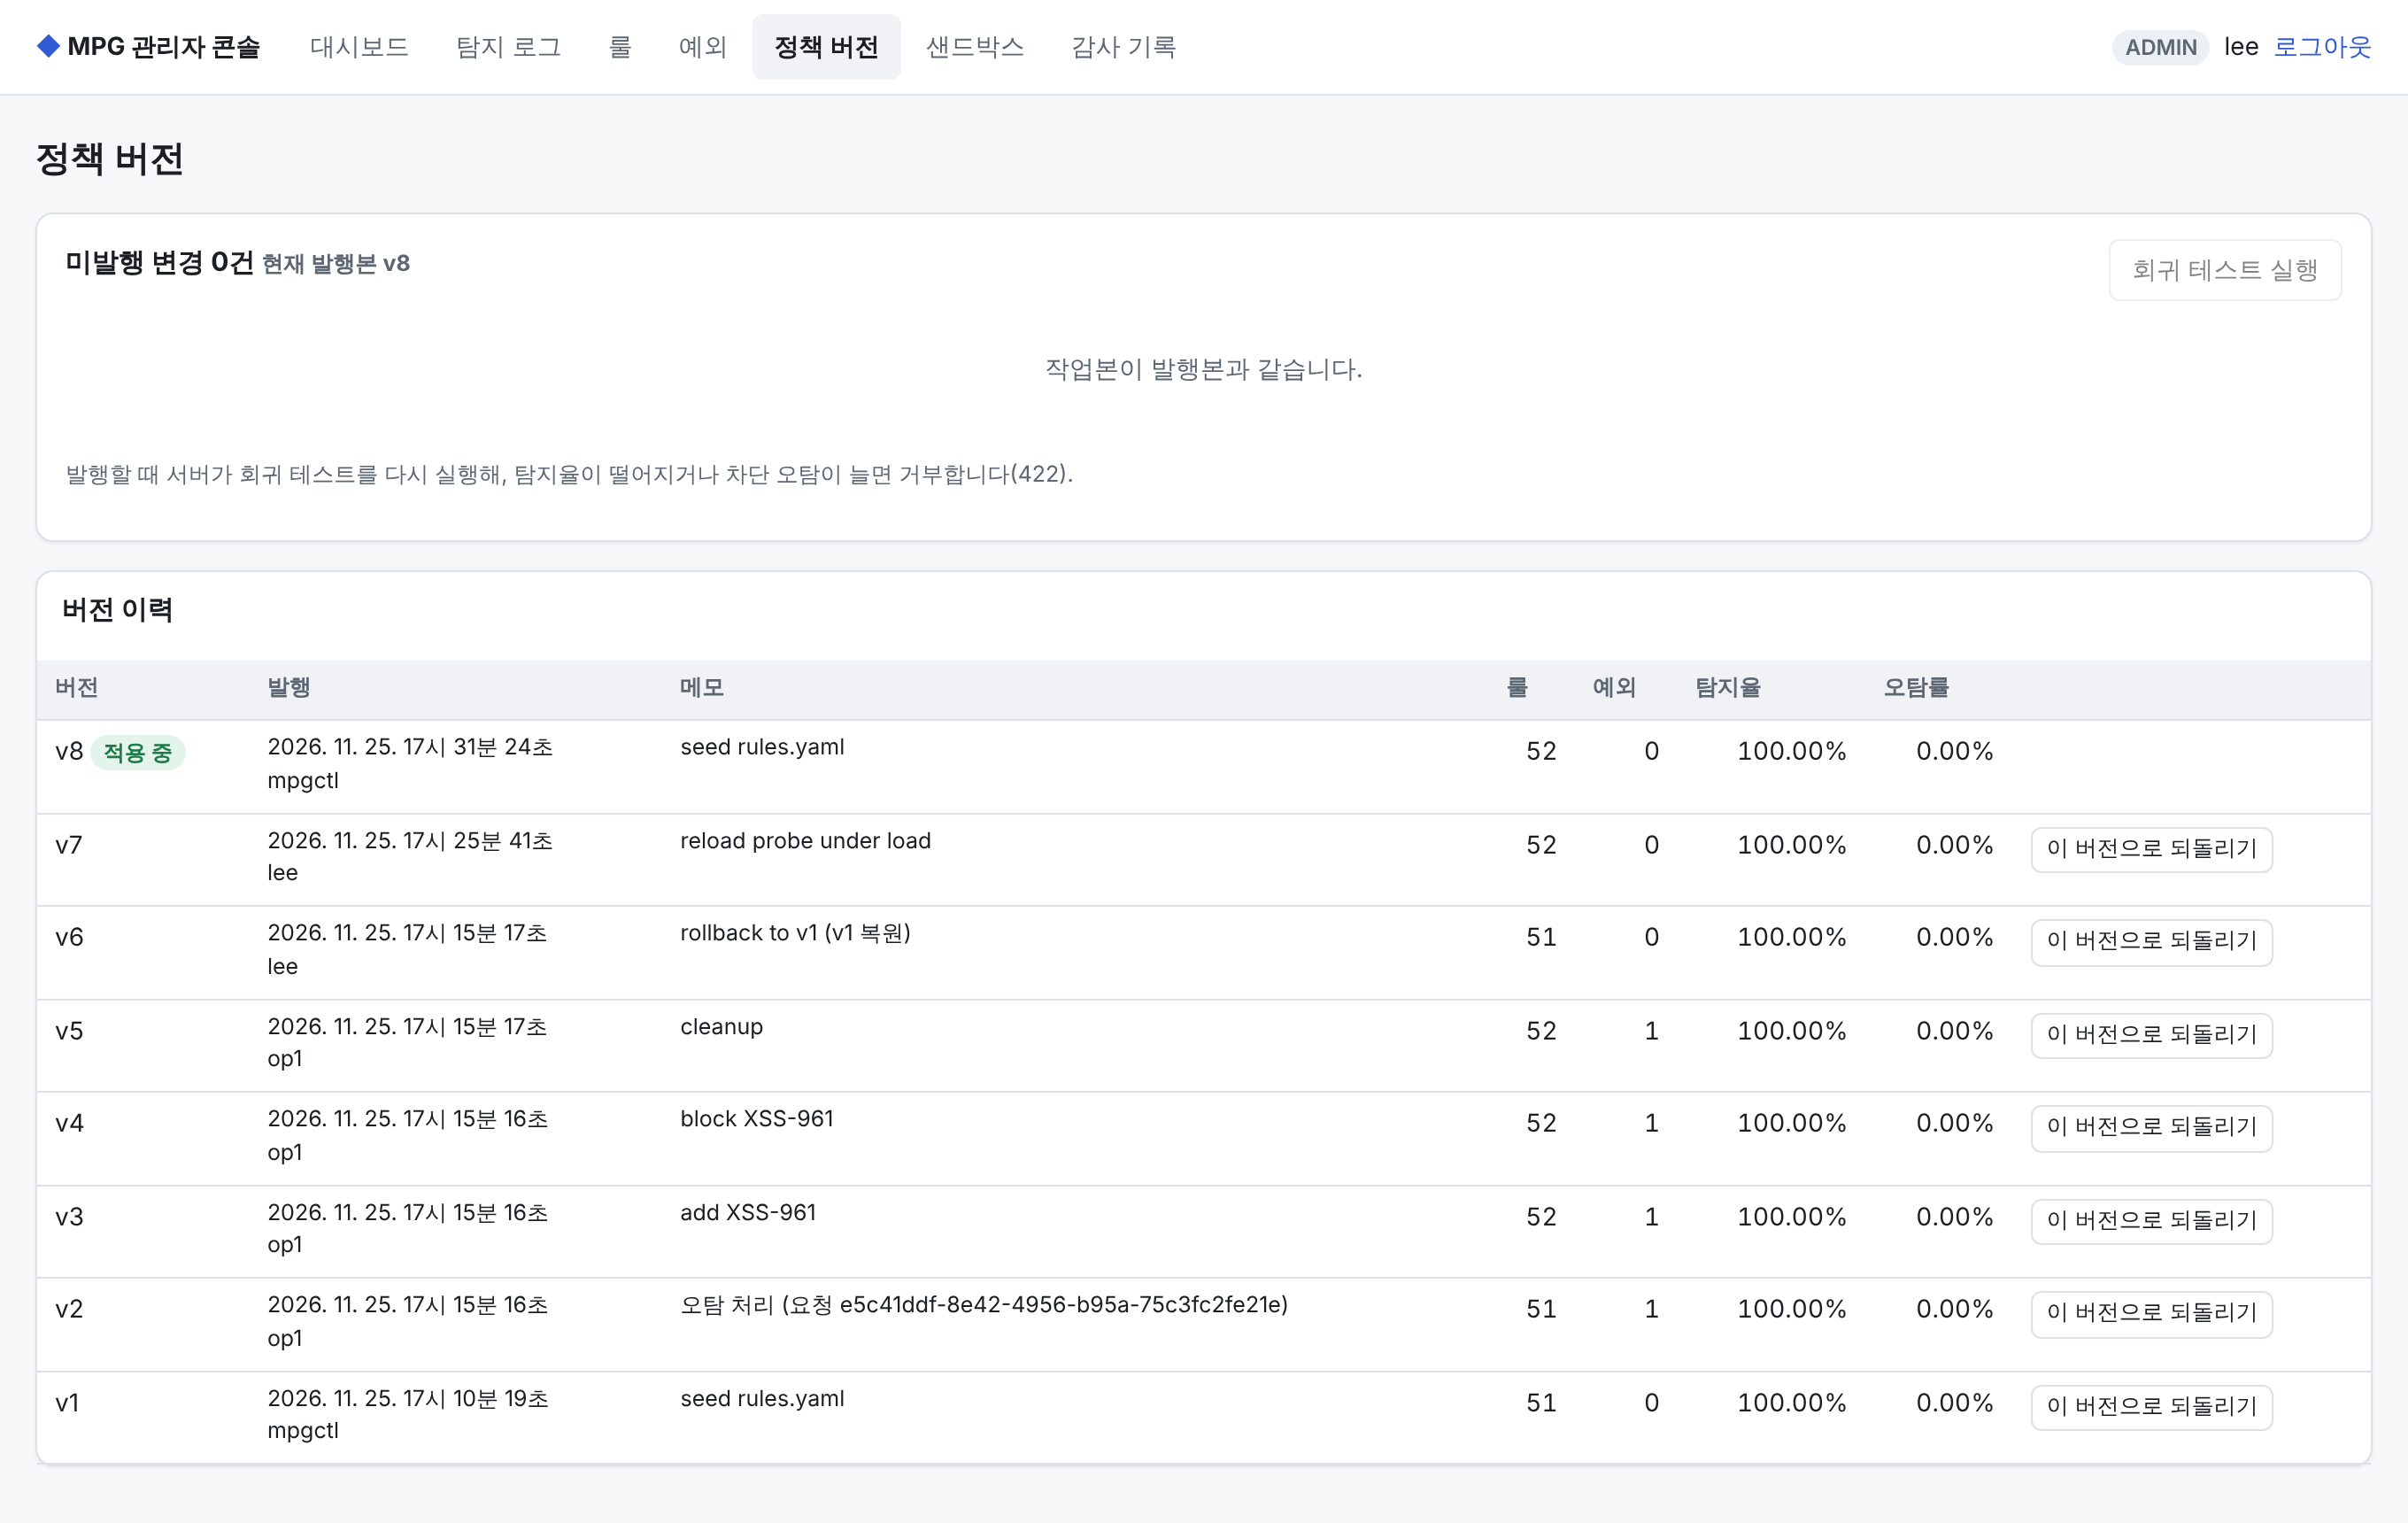 MPG 관리자 콘솔 대시보드 탐지 로그 룰 예외 정책 버전 샌드박스 감사 기록 ADMIN lee 로그아웃
정책 버전
미발행 변경 0건 현재 발행본 v8 회귀 테스트 실행
작업본이 발행본과 같습니다.
발행할 때 서버가 회귀 테스트를 다시 실행해, 탐지율이 떨어지거나 차단 오탐이 늘면 거부합니다(422).
버전 이력
버전 발행 메모 룰 예외 탐지율 오탐률
v8 적용 중 2026. 11. 25. 17시 31분 24초 seed rules.yaml 52 0 100.00% 0.00%
mpgctl
v7 2026. 11. 25. 17시 25분 41초 reload probe under load 52 0 100.00% 0.00% 이 버전으로 되돌리기
lee
v6 2026. 11. 25. 17시 15분 17초 rollback to v1 (v1 복원) 51 0 100.00% 0.00% 이 버전으로 되돌리기
lee
v5 2026. 11. 25. 17시 15분 17초 cleanup 52 1 100.00% 0.00% 이 버전으로 되돌리기
op1
v4 2026. 11. 25. 17시 15분 16초 block XSS-961 52 1 100.00% 0.00% 이 버전으로 되돌리기
op1
v3 2026. 11. 25. 17시 15분 16초 add XSS-961 52 1 100.00% 0.00% 이 버전으로 되돌리기
op1
v2 2026. 11. 25. 17시 15분 16초 오탐 처리 (요청 e5c41ddf-8e42-4956-b95a-75c3fc2fe21e) 51 1 100.00% 0.00% 이 버전으로 되돌리기
op1
v1 2026. 11. 25. 17시 10분 19초 seed rules.yaml 51 0 100.00% 0.00% 이 버전으로 되돌리기
mpgctl